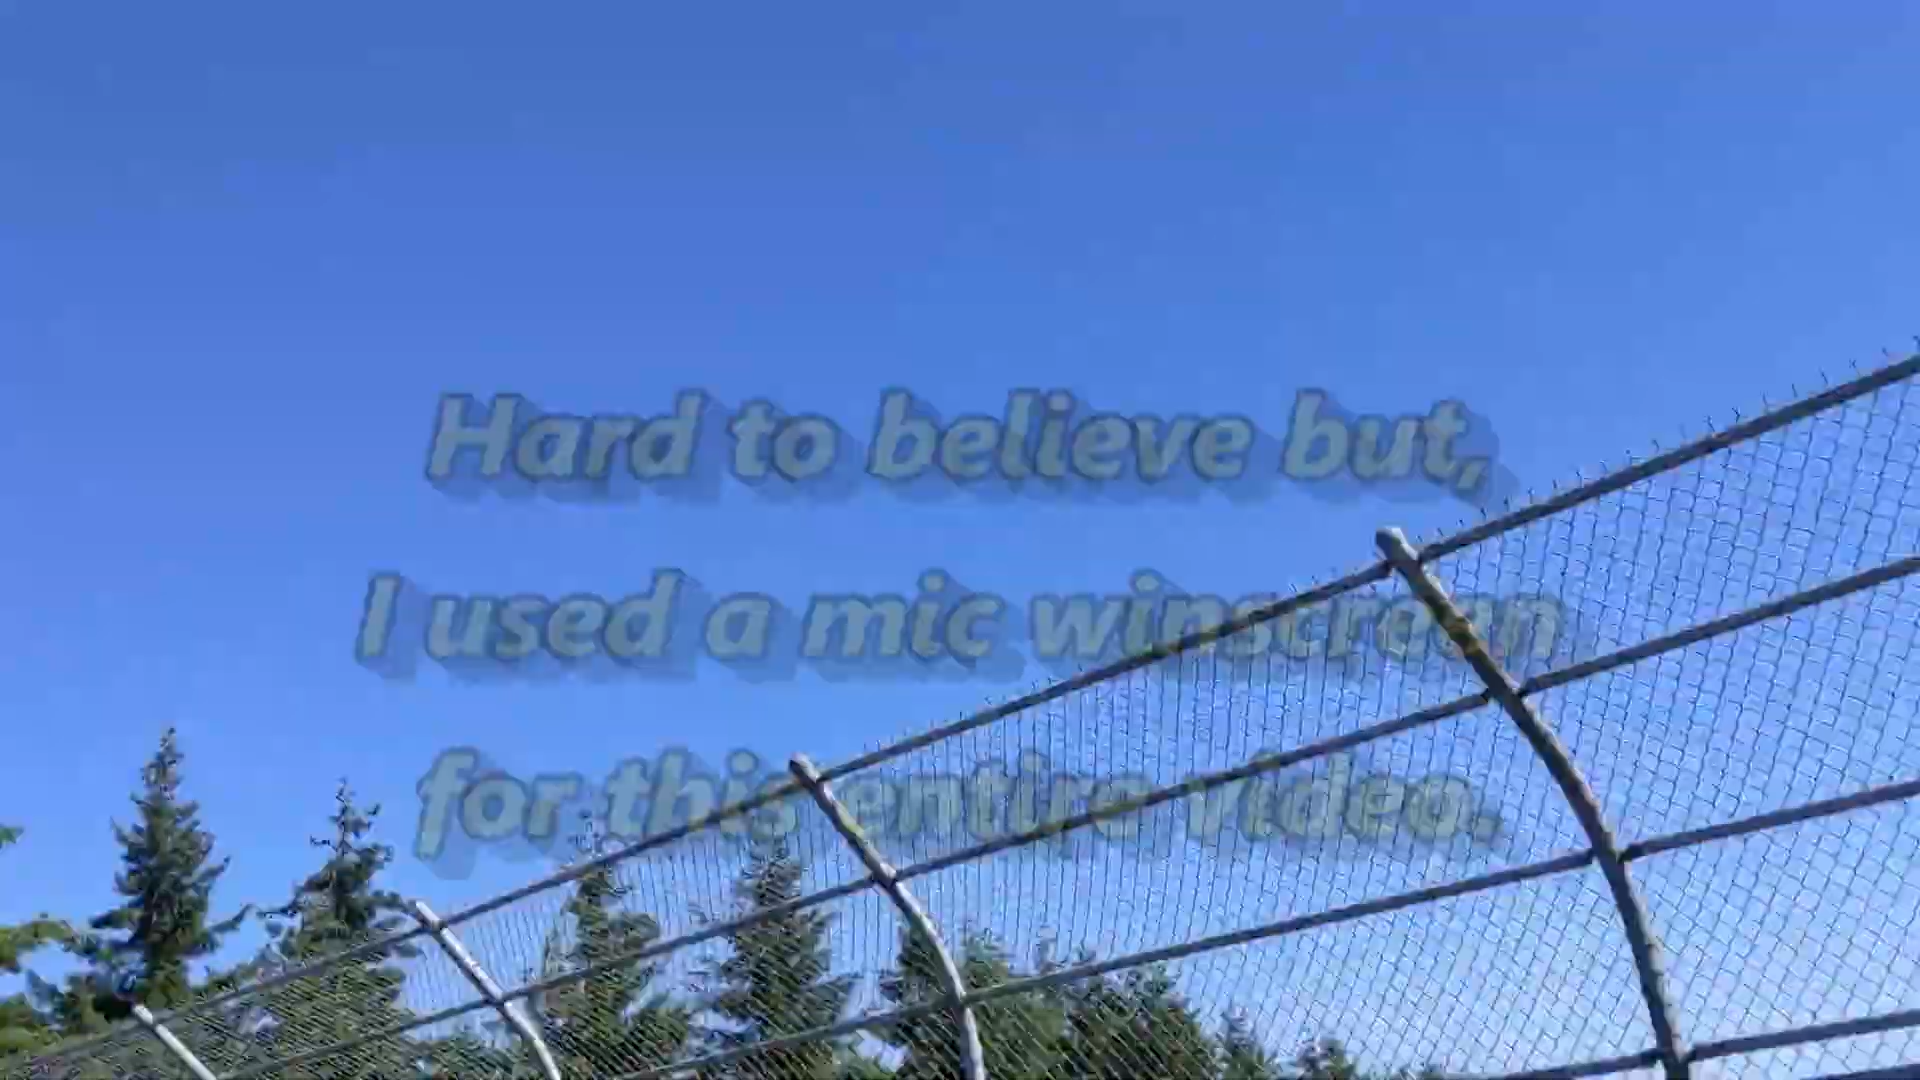 Hard to believe but,
I used a mic winscreen
for this entire video.